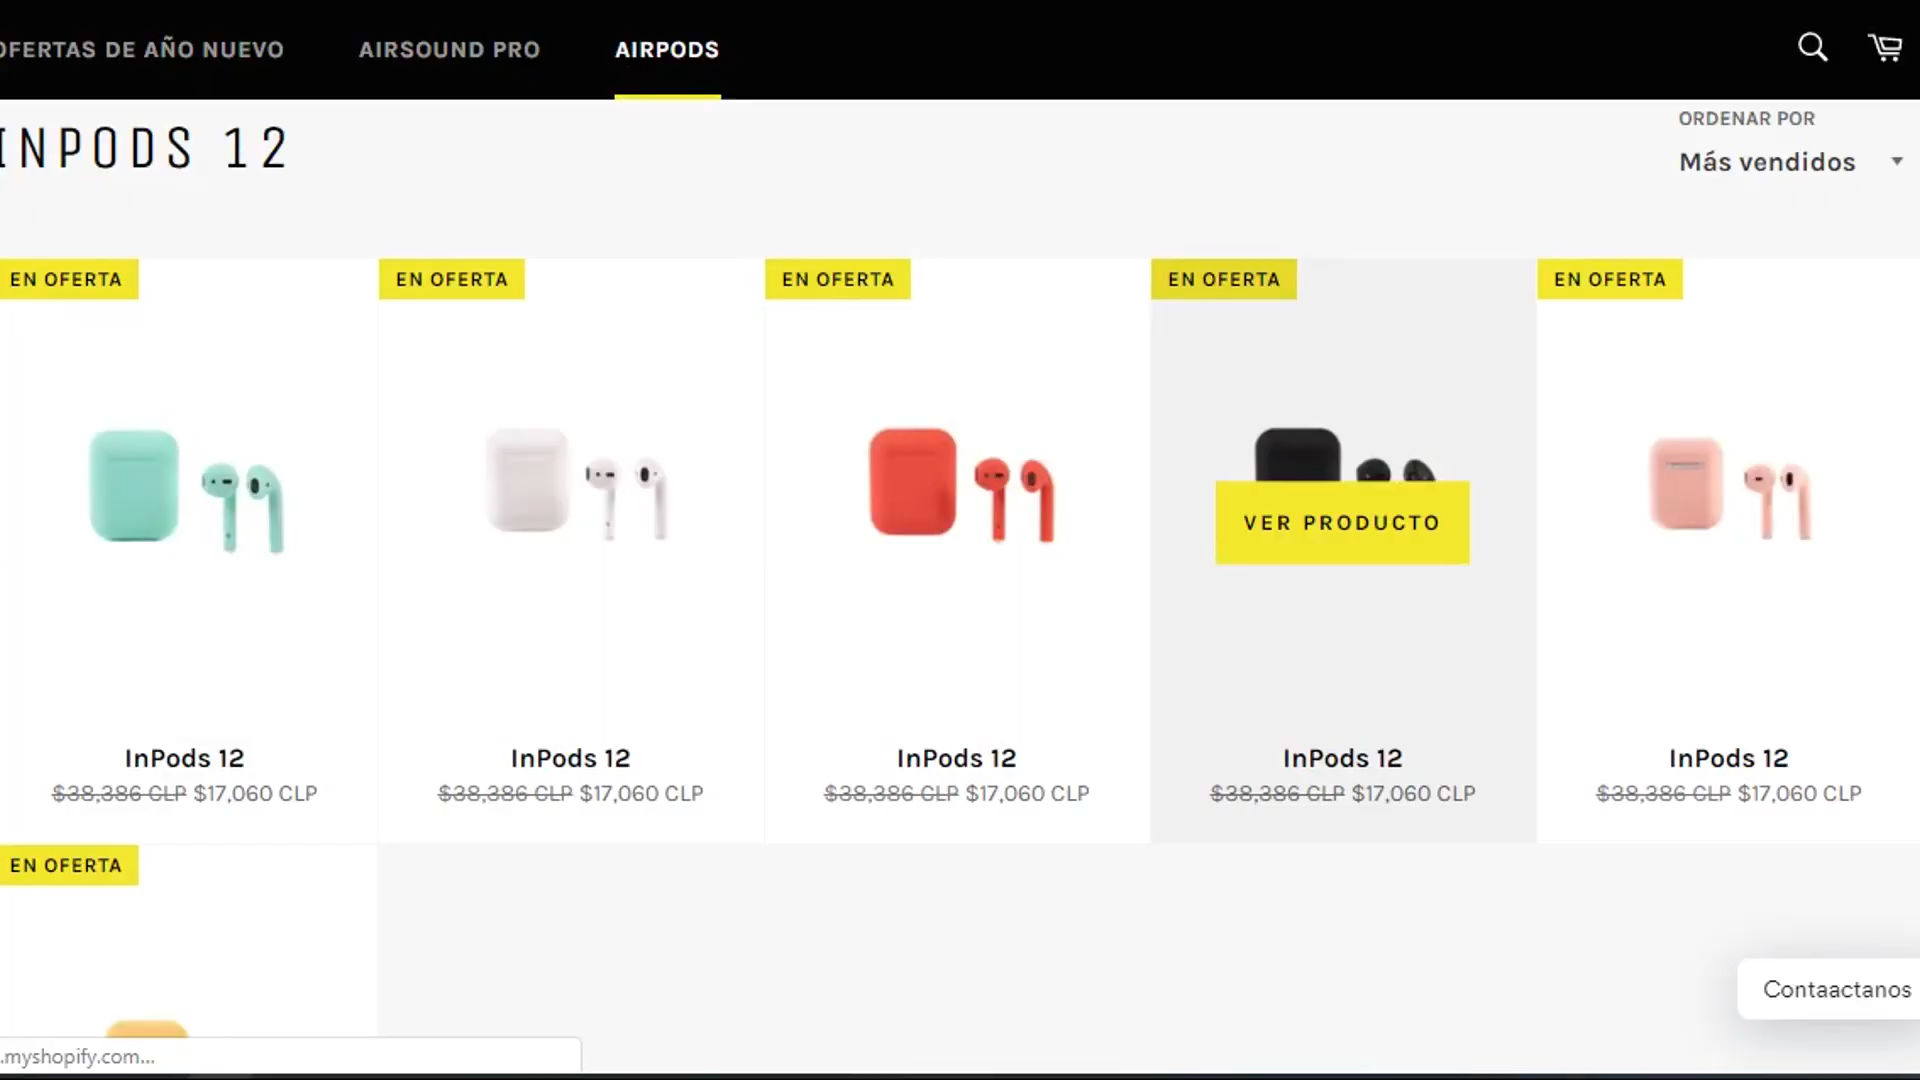 OFERTAS DE AÑO NUEVO
AIRSOUND PRO
AIRPODS
INPODS 12
ORDENAR POR
Más vendidos
EN OFERTA
EN OFERTA
EN OFERTA
EN OFERTA
EN OFERTA
VER PRODUCTO
InPods 12
InPods 12
InPods 12
InPods 12
InPods 12
$38,386 CLP $17,060 CLP
$38,386 CLP $17,060 CLP
$38,386 CLP $17,060 CLP
$38,386 CLP $17,060 CLP
$38,386 CLP $17,060 CLP
EN OFERTA
Contaactanos
.myshopify.com...